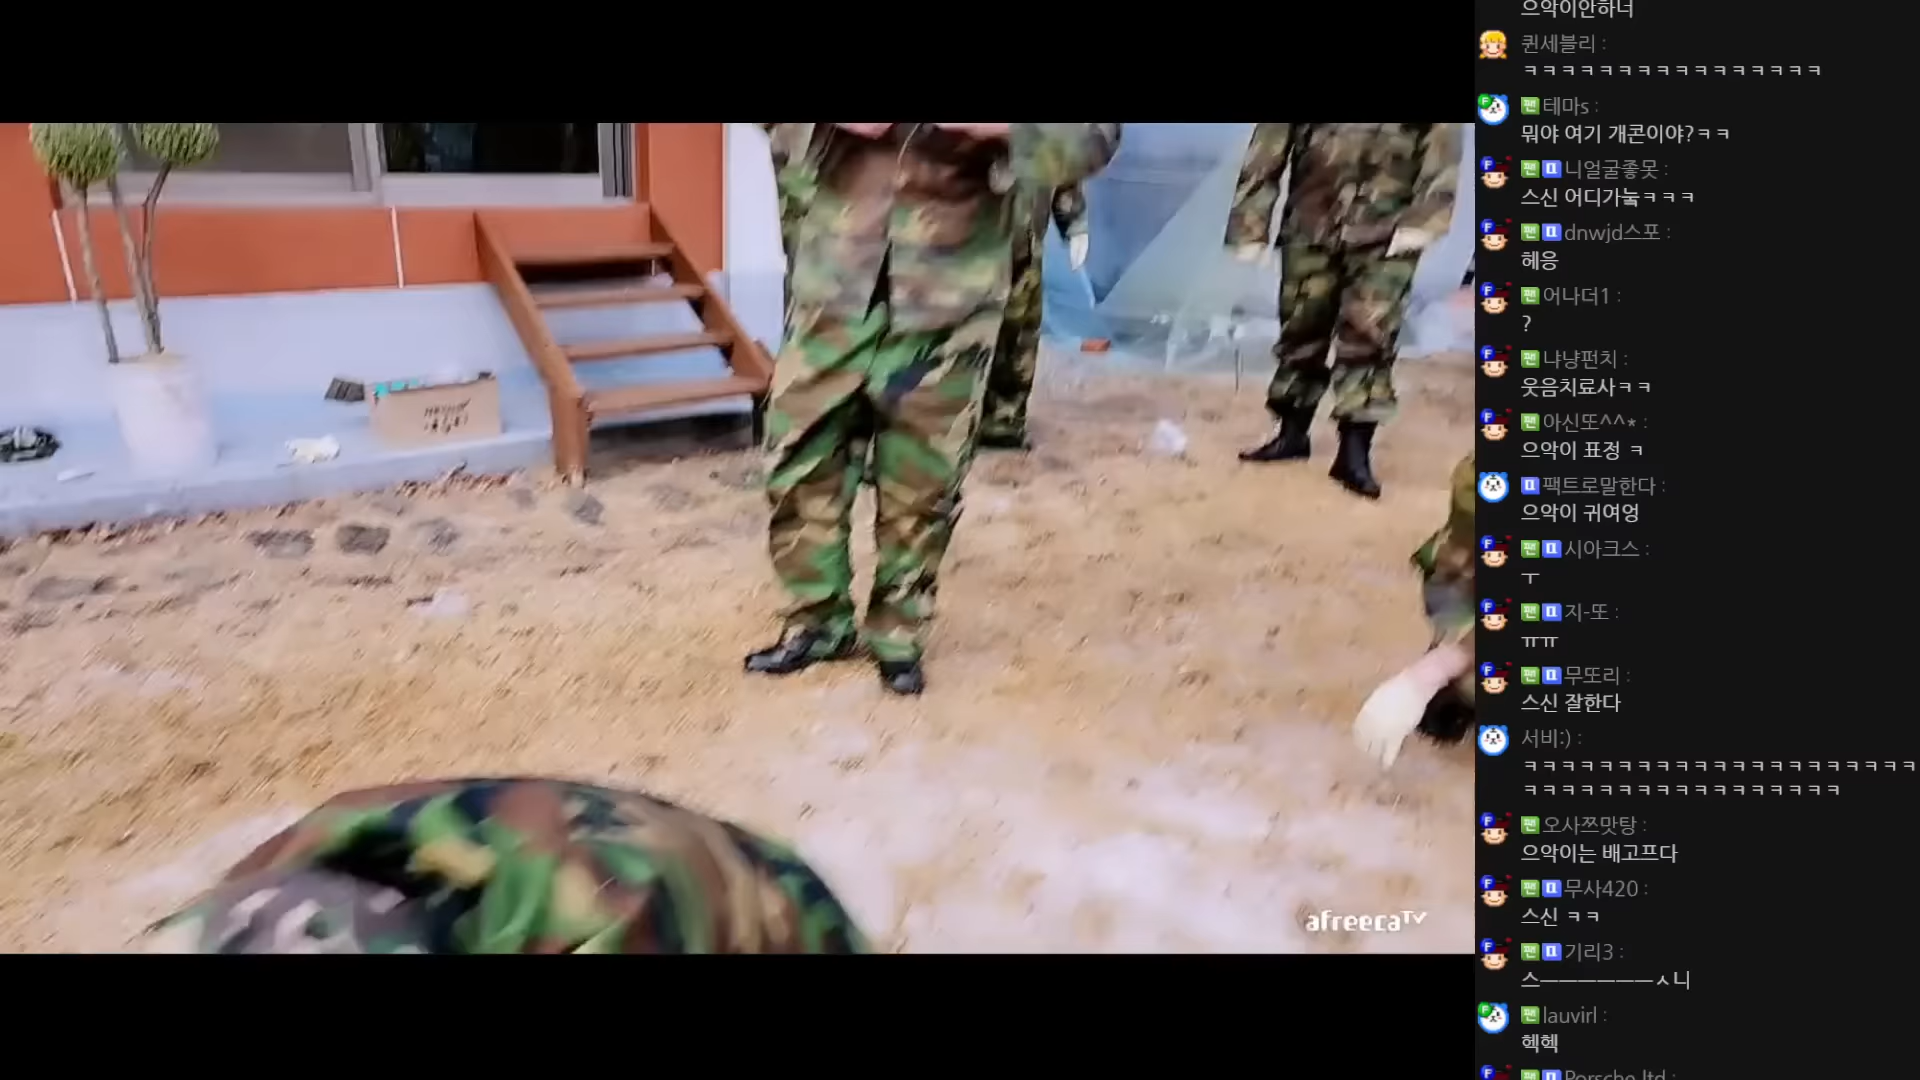 으악이안하너
퀸세블리 :
ㅋㅋㅋㅋㅋㅋㅋㅋㅋㅋㅋㅋㅋㅋㅋㅋ
팬 테마s :
뭐야 여기 개콘이야?ㅋㅋ
팬 니얼굴좋못 :
스신 어디가눜ㅋㅋㅋ
팬 dnwjd스포 :
헤응
팬 어나더1 :
?
팬 냐냥펀치 :
웃음치료사ㅋㅋ
팬 아신또^^* :
으악이 표정 ㅋ
팩트로말한다 :
으악이 귀여엉
팬 시아크스 :
ㅜ
팬 지-또 :
ㅠㅠ
팬 무또리 :
스신 잘한다
서비:) :
ㅋㅋㅋㅋㅋㅋㅋㅋㅋㅋㅋㅋㅋㅋㅋㅋㅋㅋㅋㅋㅋ
ㅋㅋㅋㅋㅋㅋㅋㅋㅋㅋㅋㅋㅋㅋㅋㅋㅋ
팬 오사쯔맛탕 :
으악이는 배고프다
팬 무사420 :
스신 ㅋㅋ
팬 기리3 :
스ㅡㅡㅡㅡㅡㅡㅅ니
팬 lauvirl :
헥헥
팬 Porsche.ltd :
afreecaTV